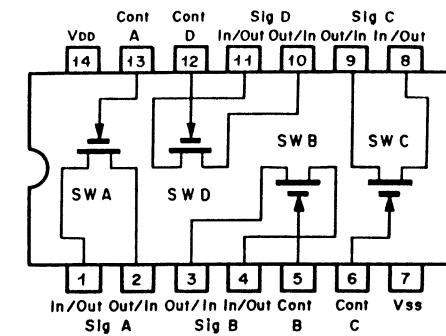 Cont Cont Sig D Sig C
VDD A D In/Out Out/In Out/In In/Out
14 13 12 11 10 9 8
SW B SW C
SW A SW D
1 2 3 4 5 6 7
In/Out Out/In Out/In In/Out Cont Cont Vss
Sig A Sig B B C